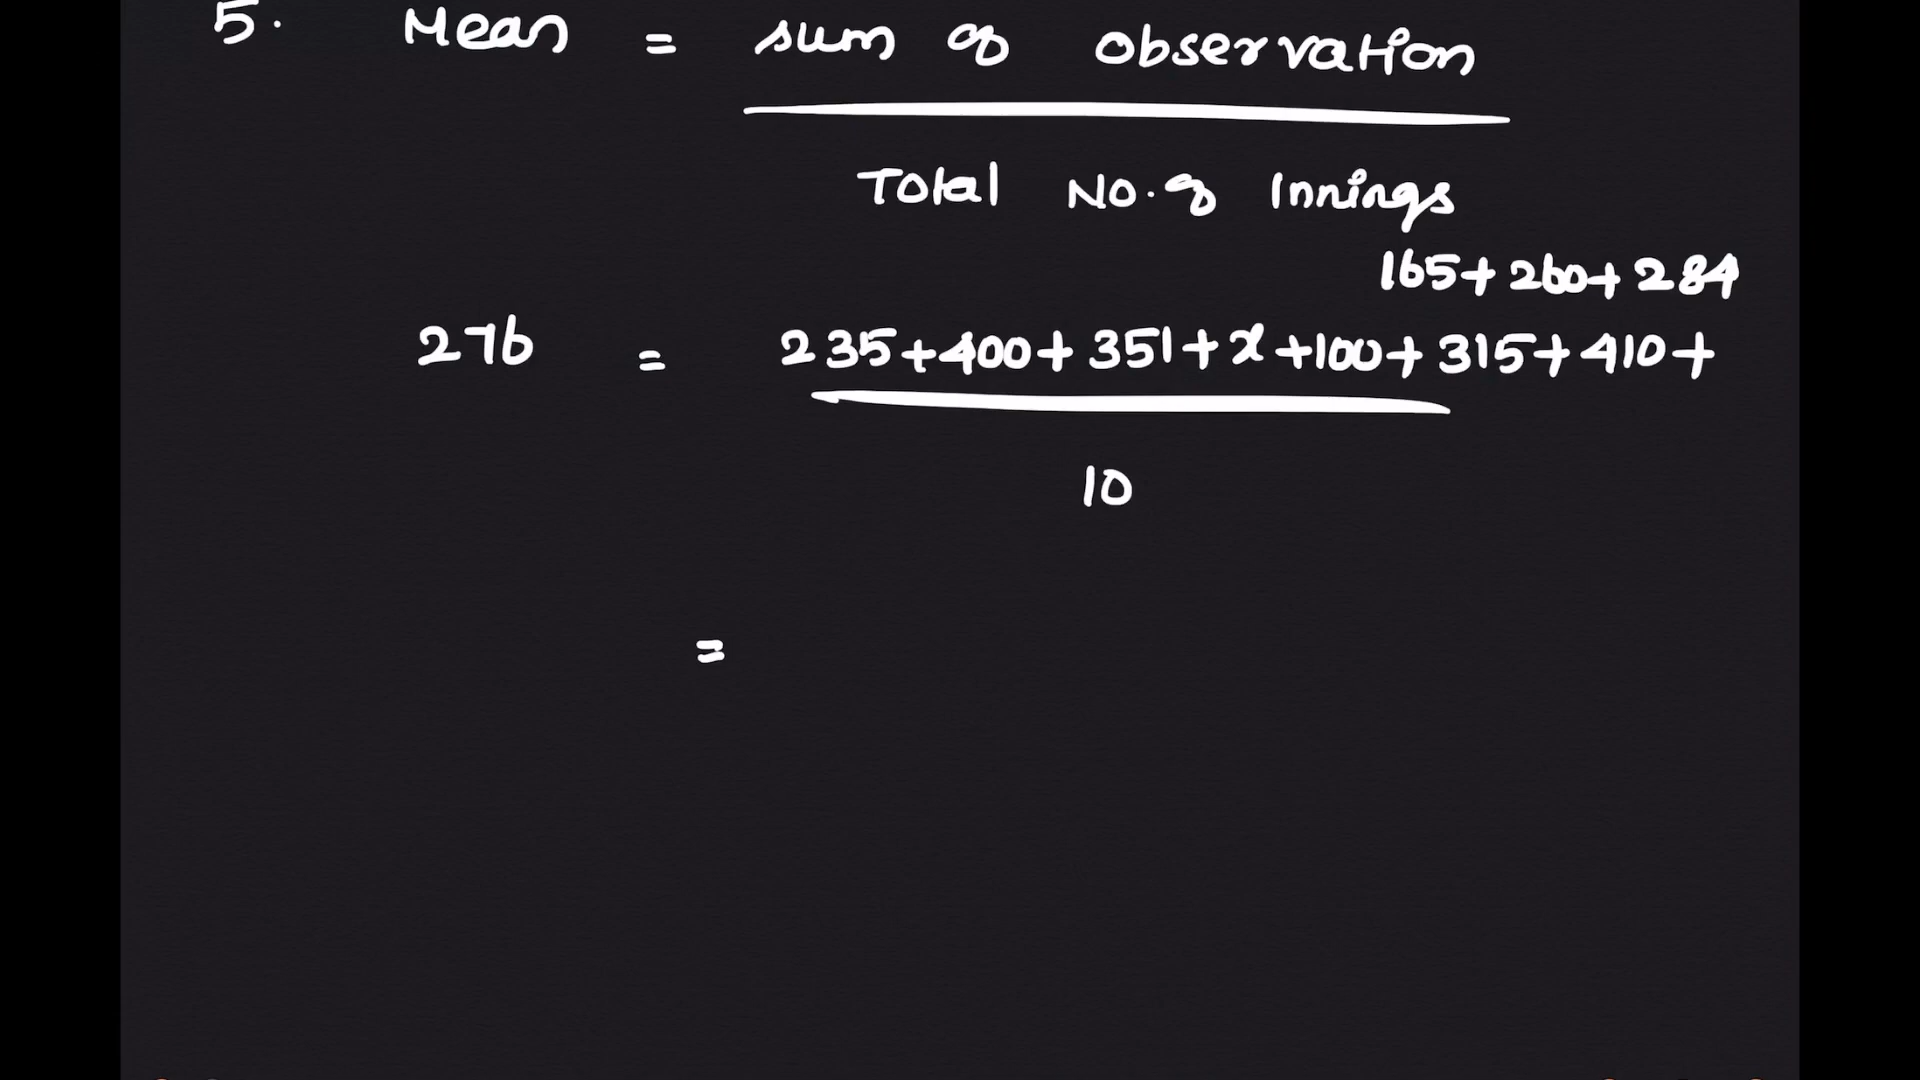 5. Mean = sum of observation
Total No. of Innings
165+260+284
276 = 235+400+351+x+100+315+410+
10
=